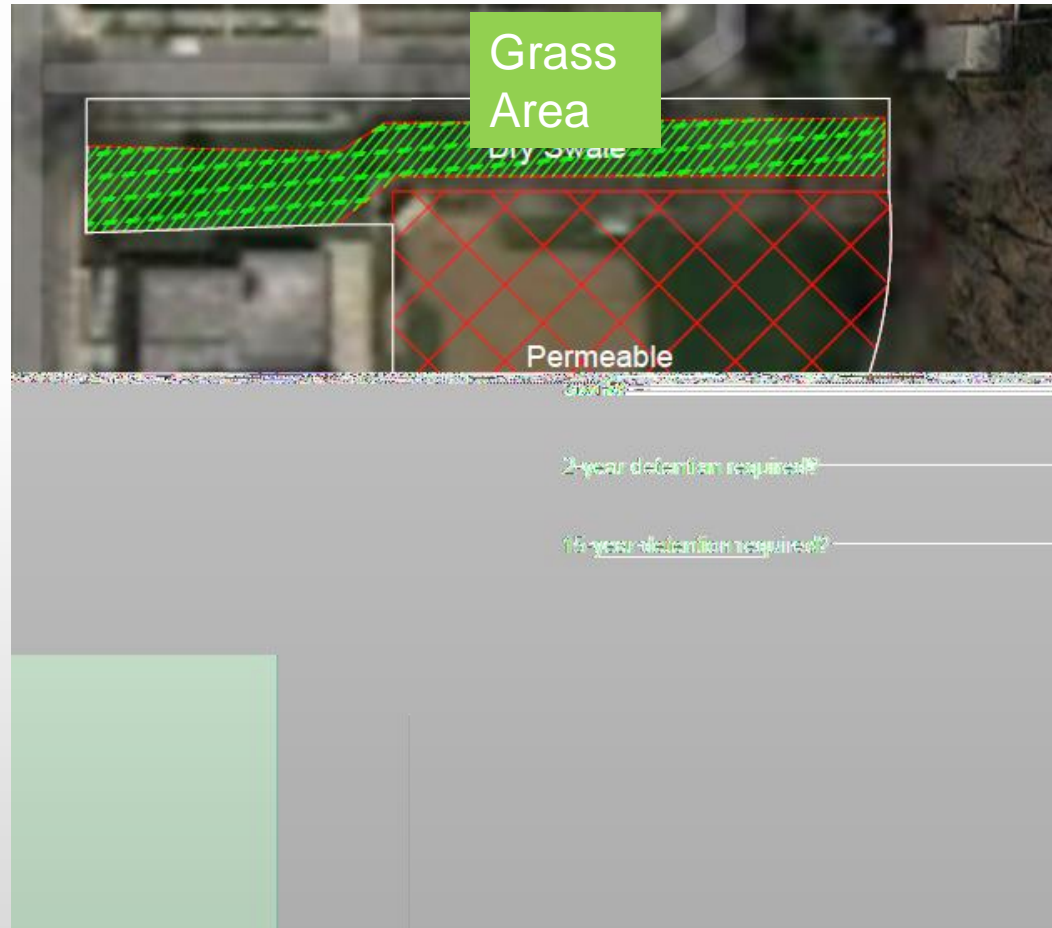 Grass
Area
Dry Swale
Permeable
2-year detention required?
15-year detention required?